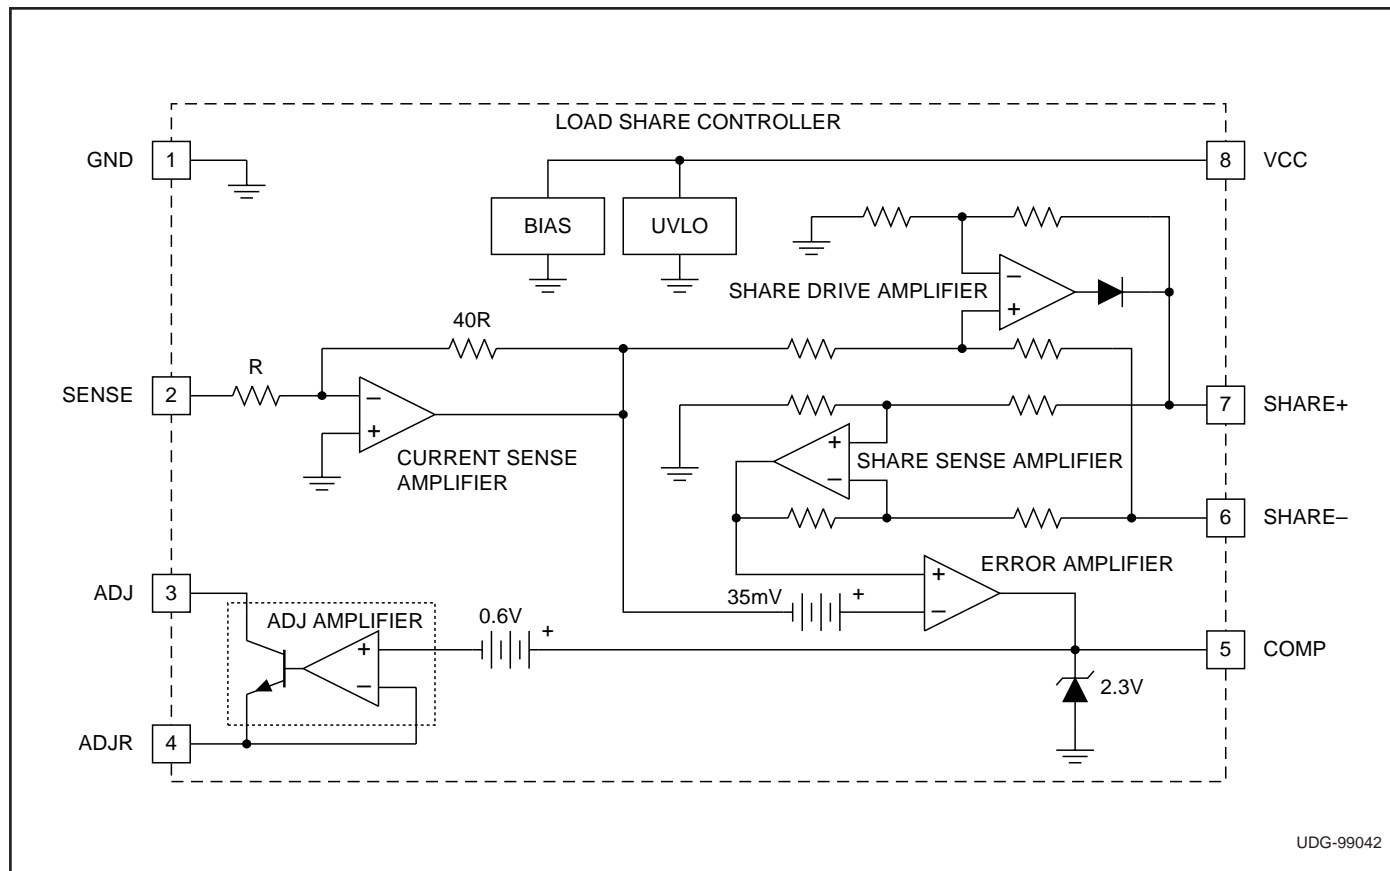 LOAD SHARE CONTROLLER
GND 1
8 VCC
BIAS
UVLO
SHARE DRIVE AMPLIFIER
−
+
40R
R
SENSE 2
−
+
CURRENT SENSE
AMPLIFIER
7 SHARE+
+
−
SHARE SENSE AMPLIFIER
6 SHARE–
ERROR AMPLIFIER
+
−
35mV +
ADJ 3
ADJ AMPLIFIER
+
−
0.6V +
5 COMP
2.3V
ADJR 4
UDG-99042